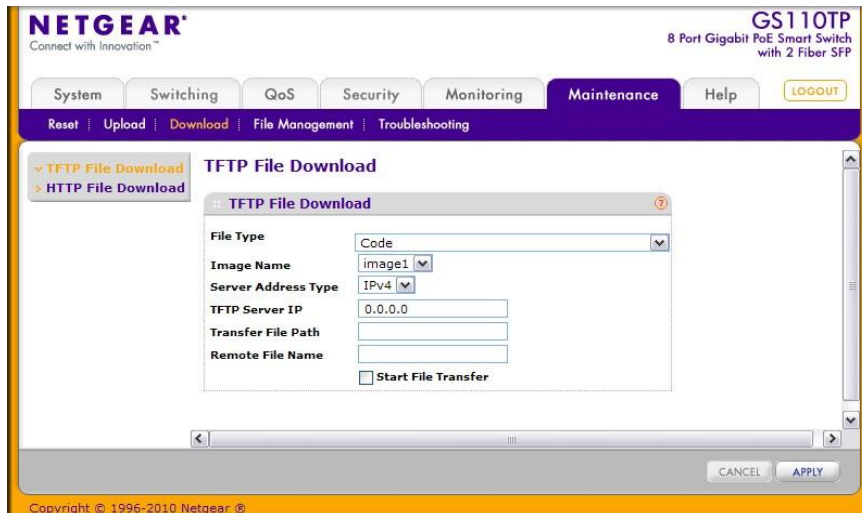 NETGEAR®
Connect with Innovation™
GS110TP
8 Port Gigabit PoE Smart Switch
with 2 Fiber SFP
System Switching QoS Security Monitoring Maintenance Help LOGOUT
Reset | Upload | Download | File Management | Troubleshooting
TFTP File Download
HTTP File Download
TFTP File Download
TFTP File Download ?
File Type Code
Image Name image1
Server Address Type IPv4
TFTP Server IP 0.0.0.0
Transfer File Path
Remote File Name
Start File Transfer
CANCEL APPLY
Copyright © 1996-2010 Netgear ®